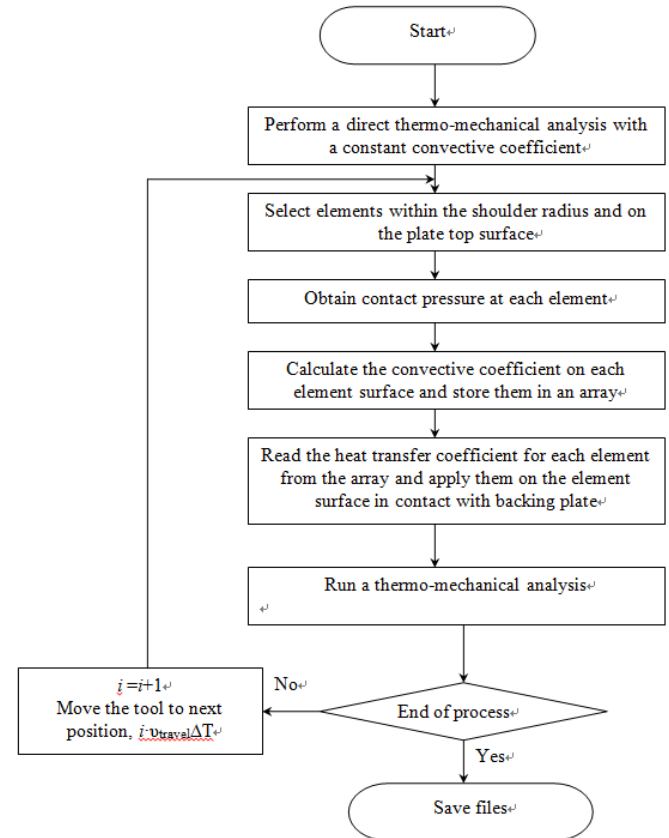 Start
Perform a direct thermo-mechanical analysis with
a constant convective coefficient
Select elements within the shoulder radius and on
the plate top surface
Obtain contact pressure at each element
Calculate the convective coefficient on each
element surface and store them in an array
Read the heat transfer coefficient for each element
from the array and apply them on the element
surface in contact with backing plate
Run a thermo-mechanical analysis
End of process
No
i =i+1
Move the tool to next
position, i·υtravelΔT
Yes
Save files